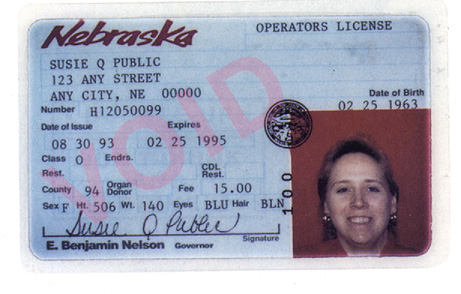 Nebraska OPERATORS LICENSE
SUSIE Q PUBLIC
123 ANY STREET
ANY CITY, NE 00000
Date of Birth
Number H12050099 02 25 1963
Date of Issue Expires
08 30 93 02 25 1995
Class O Endrs.
Rest. CDL Rest.
County 94 Organ Donor Fee 15.00
Sex F Ht. 506 Wt. 140 Eyes BLU Hair BLN
Susie Q Public
Signature
E. Benjamin Nelson Governor
VOID
100